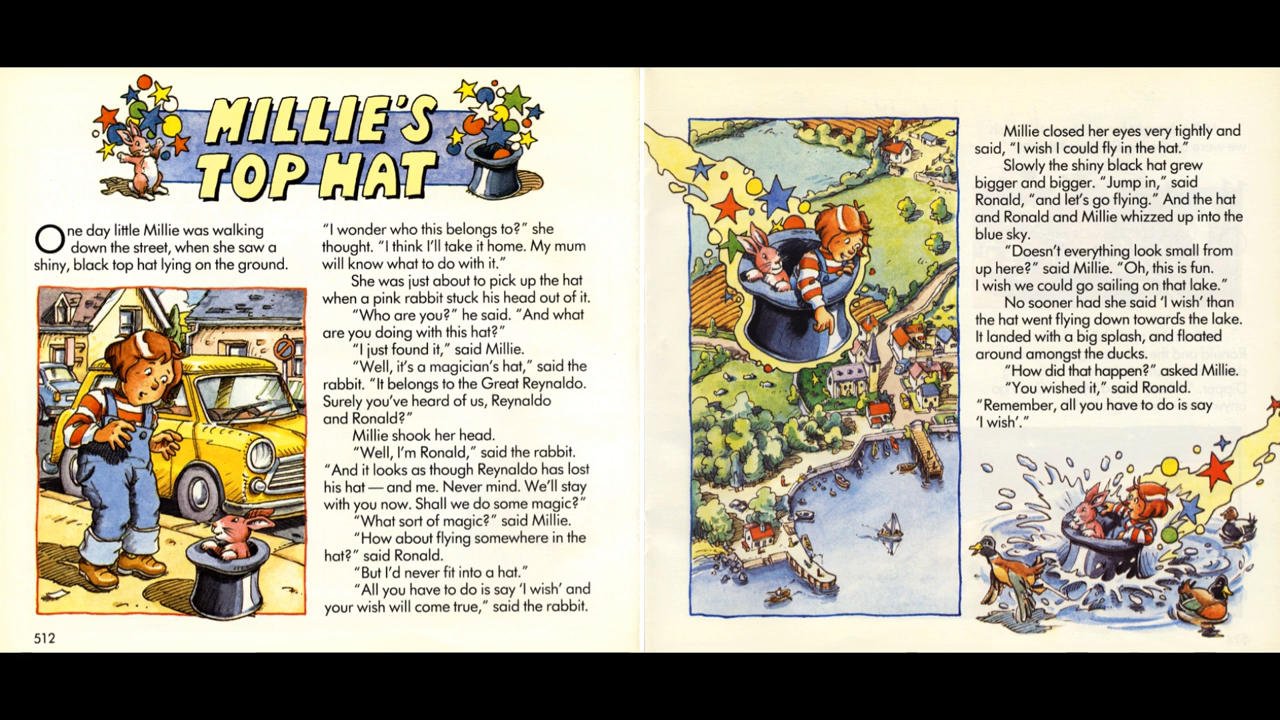 MILLIE'S
TOP HAT
One day little Millie was walking
down the street, when she saw a
shiny, black top hat lying on the ground.
"I wonder who this belongs to?" she
thought. "I think I'll take it home. My mum
will know what to do with it."
She was just about to pick up the hat
when a pink rabbit stuck his head out of it.
"Who are you?" he said. "And what
are you doing with this hat?"
"I just found it," said Millie.
"Well, it's a magician's hat," said the
rabbit. "It belongs to the Great Reynaldo.
Surely you've heard of us, Reynaldo
and Ronald?"
Millie shook her head.
"Well, I'm Ronald," said the rabbit.
"And it looks as though Reynaldo has lost
his hat — and me. Never mind. We'll stay
with you now. Shall we do some magic?"
"What sort of magic?" said Millie.
"How about flying somewhere in the
hat?" said Ronald.
"But I'd never fit into a hat."
"All you have to do is say 'I wish' and
your wish will come true," said the rabbit.
512
Millie closed her eyes very tightly and
said, "I wish I could fly in the hat."
Slowly the shiny black hat grew
bigger and bigger. "Jump in," said
Ronald, "and let's go flying." And the hat
and Ronald and Millie whizzed up into the
blue sky.
"Doesn't everything look small from
up here?" said Millie. "Oh, this is fun.
I wish we could go sailing on that lake."
No sooner had she said 'I wish' than
the hat went flying down towards the lake.
It landed with a big splash, and floated
around amongst the ducks.
"How did that happen?" asked Millie.
"You wished it," said Ronald.
"Remember, all you have to do is say
'I wish'."